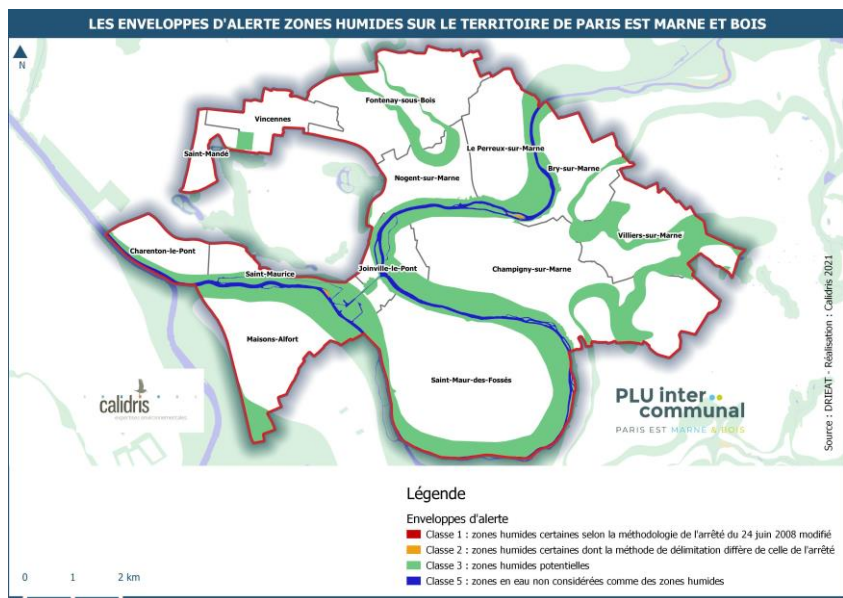 LES ENVELOPPES D'ALERTE ZONES HUMIDES SUR LE TERRITOIRE DE PARIS EST MARNE ET BOIS
N
Fontenay-sous-Bois
Vincennes
Saint-Mandé
Le Perreux-sur-Marne
Bry-sur-Marne
Nogent-sur-Marne
Villiers-sur-Marne
Charenton-le-Pont
Saint-Maurice
Joinville-le-Pont
Champigny-sur-Marne
Maisons-Alfort
Saint-Maur-des-Fossés
calidris
PLU inter
communal
PARIS EST MARNE & BOIS
Source : DRIEAT - Réalisation : Calidris 2021
Légende
Enveloppes d'alerte
Classe 1 : zones humides certaines selon la méthodologie de l'arrêté du 24 juin 2008 modifié
Classe 2 : zones humides certaines dont la méthode de délimitation diffère de celle de l'arrêté
Classe 3 : zones humides potentielles
Classe 5 : zones en eau non considérées comme des zones humides
0 1 2 km